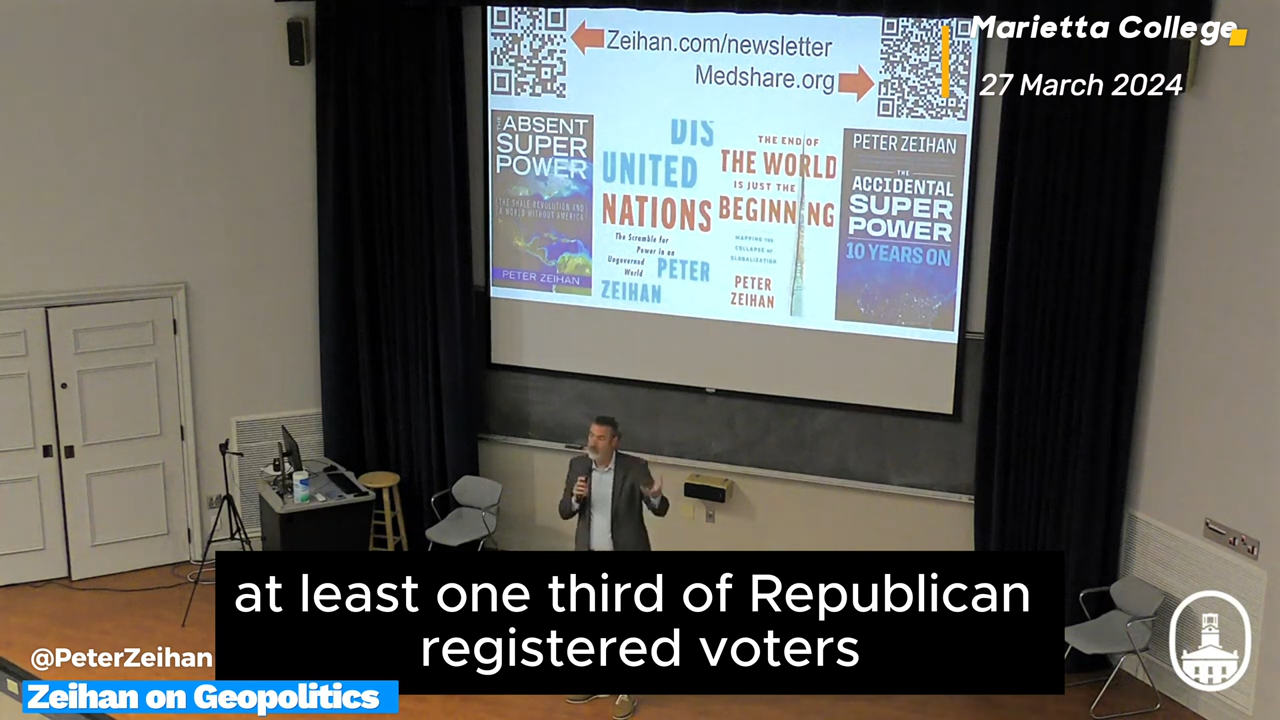 Marietta College
27 March 2024
Zeihan.com/newsletter
Medshare.org
THE
ABSENT
SUPER
POWER
THE SHALE REVOLUTION AND
A WORLD WITHOUT AMERICA
PETER ZEIHAN
DIS
UNITED
NATIONS
The Scramble for
Power in an
Ungoverned
World
PETER
ZEIHAN
THE END OF
THE WORLD
IS JUST THE
BEGINNING
MAPPING THE
COLLAPSE OF
GLOBALIZATION
PETER
ZEIHAN
PETER ZEIHAN
THE
ACCIDENTAL
SUPER
POWER
10 YEARS ON
at least one third of Republican
registered voters
@PeterZeihan
Zeihan on Geopolitics